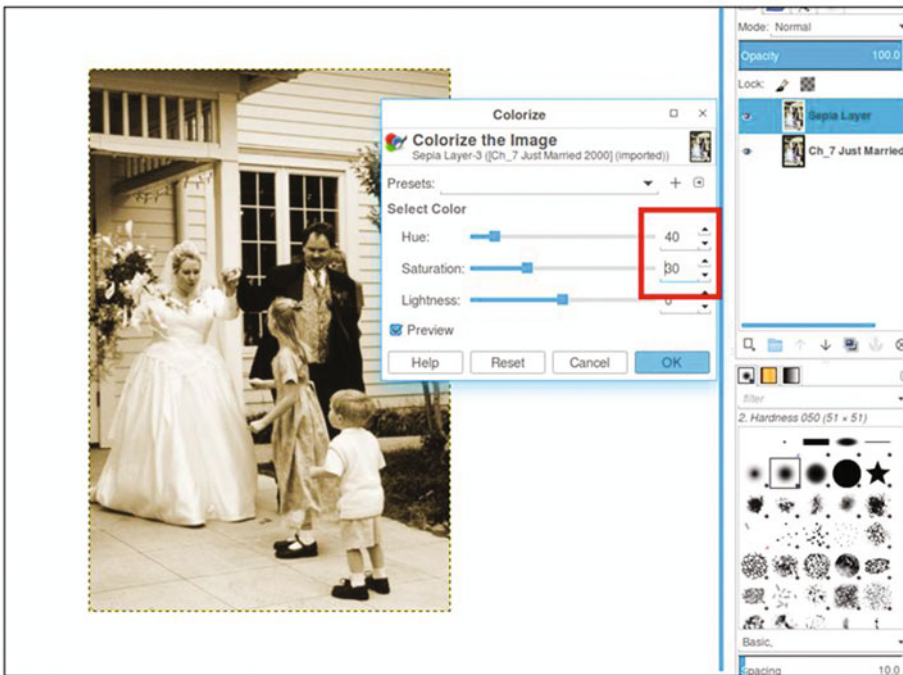 Colorize
Colorize the Image
Sepia Layer-3 ([Ch_7 Just Married 2000] (imported))
Presets:
Select Color
Hue:
40
Saturation:
30
Lightness:
0
Preview
Help
Reset
Cancel
OK
Mode: Normal
Opacity 100.0
Lock:
Sepia Layer
Ch_7 Just Married
filter
2. Hardness 050 (51 × 51)
Basic,
Spacing 10.0